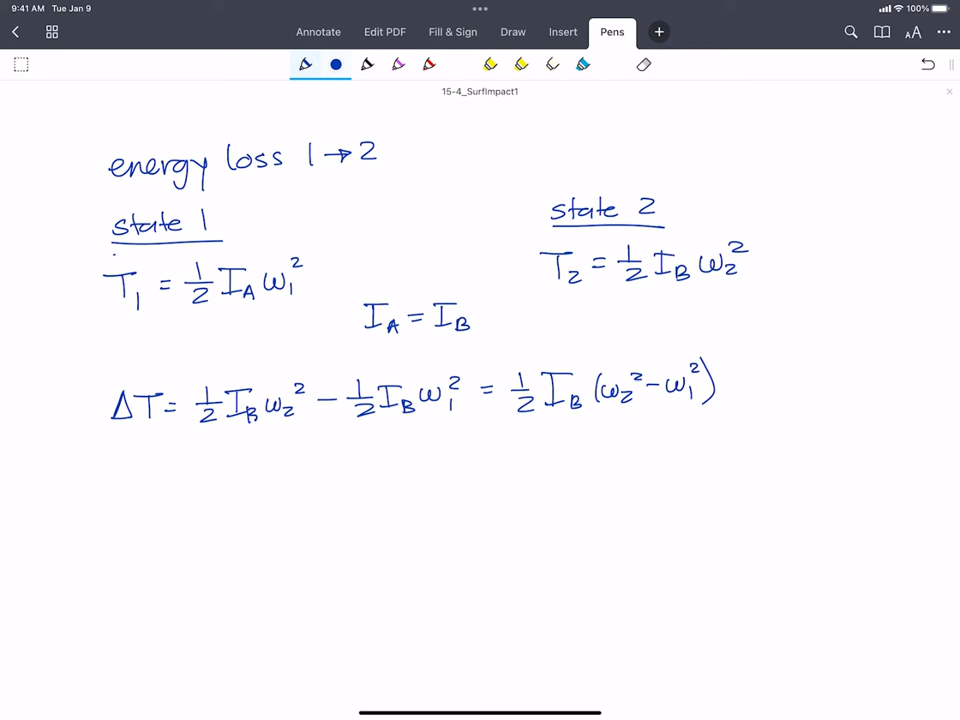 9:41 AM Tue Jan 9
100%
Annotate Edit PDF Fill & Sign Draw Insert Pens
AA
15-4_SurfImpact1
energy loss 1 → 2
state 1
T₁ = 1/2 I_A ω₁²
state 2
T₂ = 1/2 I_B ω₂²
I_A = I_B
ΔT = 1/2 I_B ω₂² − 1/2 I_B ω₁² = 1/2 I_B (ω₂² − ω₁²)